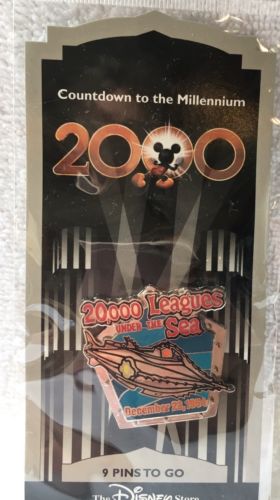 Countdown to the Millennium
2000
20,000 Leagues
UNDER THE
Sea
December 23, 1954
9 PINS TO GO
The DISNEY Store